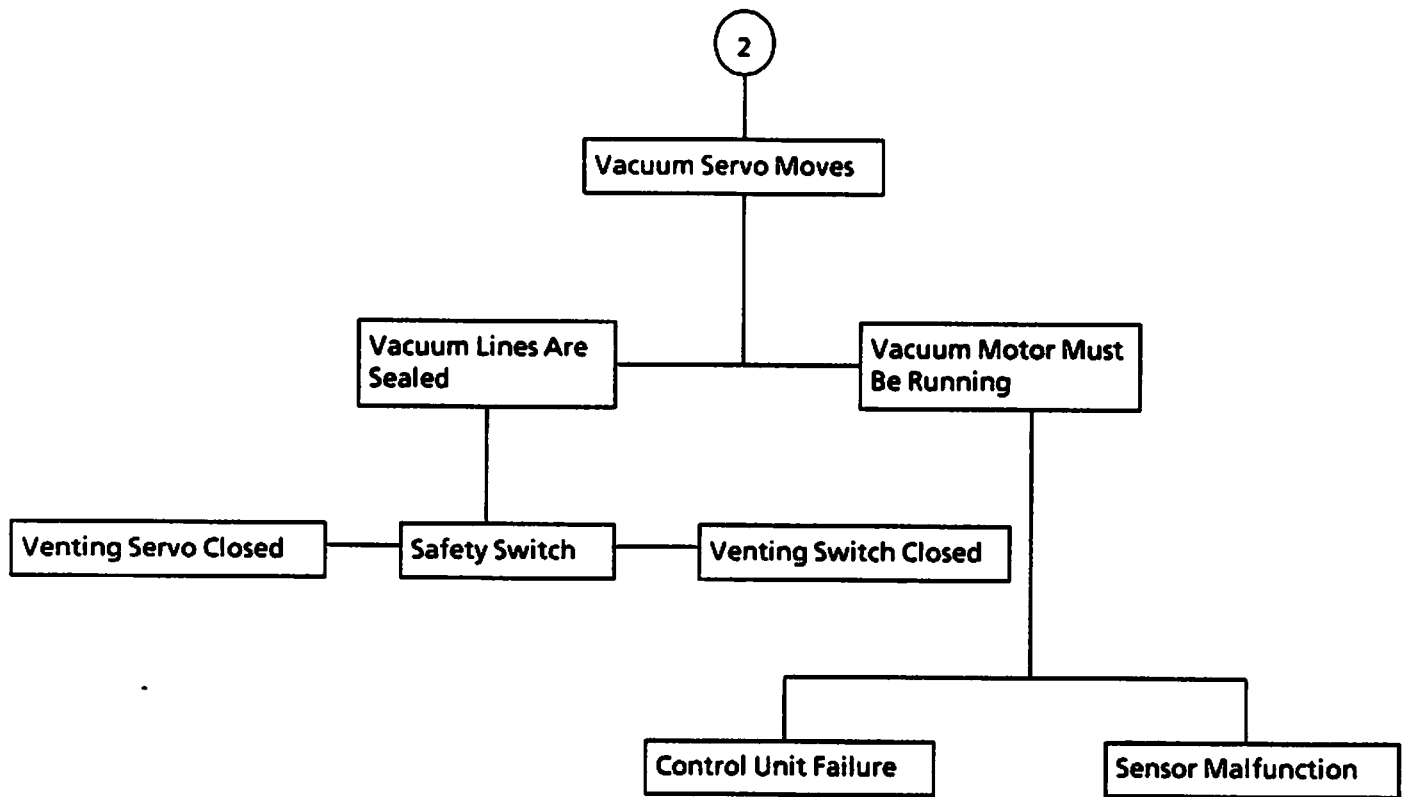 2
Vacuum Servo Moves
Vacuum Lines Are
Sealed
Vacuum Motor Must
Be Running
Venting Servo Closed
Safety Switch
Venting Switch Closed
Control Unit Failure
Sensor Malfunction